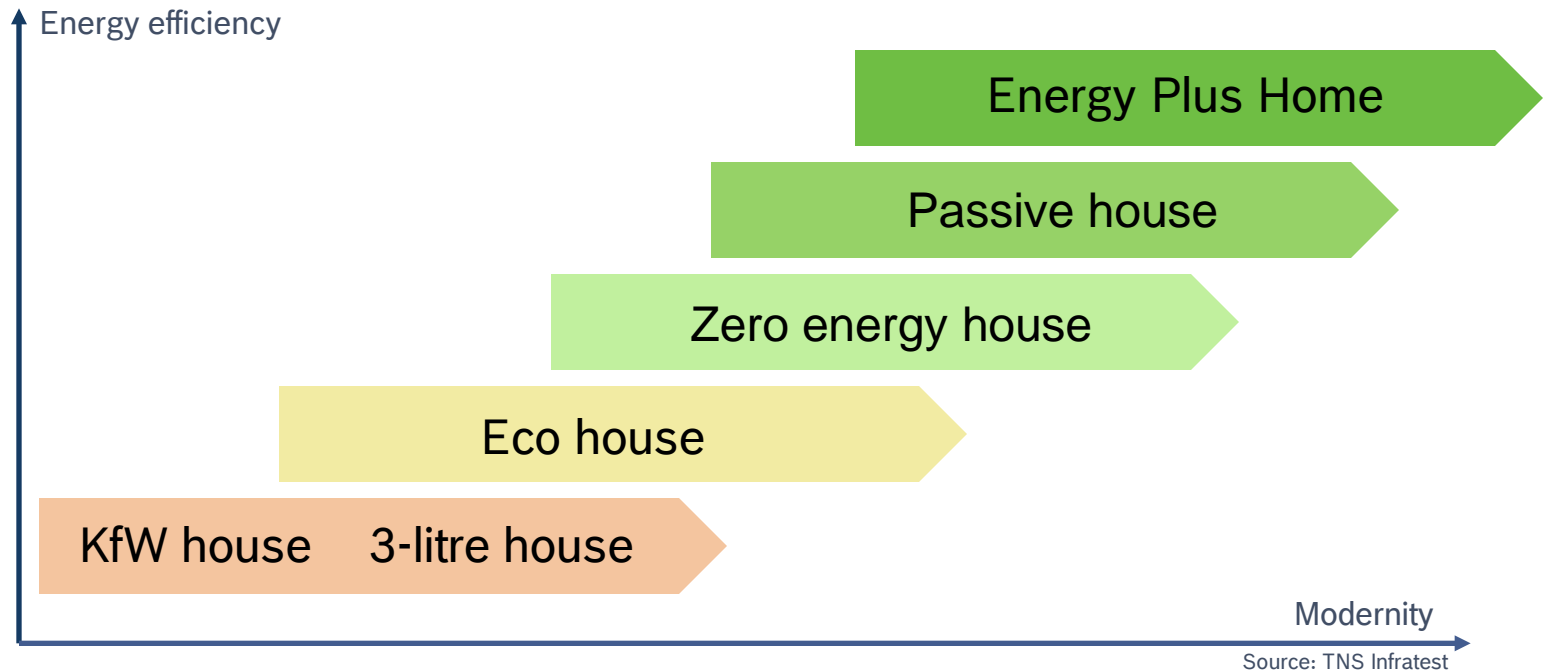 Energy efficiency
Energy Plus Home
Passive house
Zero energy house
Eco house
KfW house 3-litre house
Modernity
Source: TNS Infratest